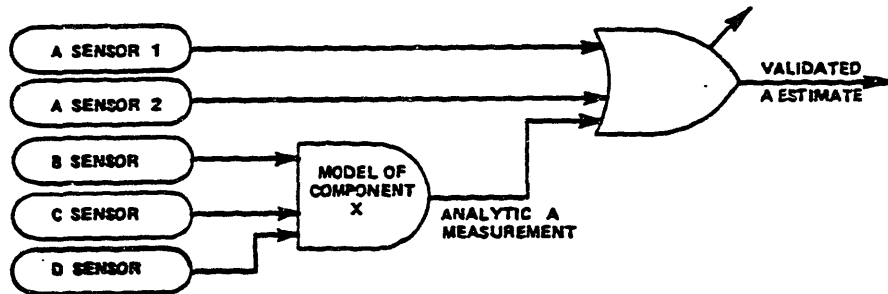 A SENSOR 1
A SENSOR 2
B SENSOR
C SENSOR
D SENSOR
MODEL OF
COMPONENT
X
ANALYTIC A
MEASUREMENT
VALIDATED
A ESTIMATE